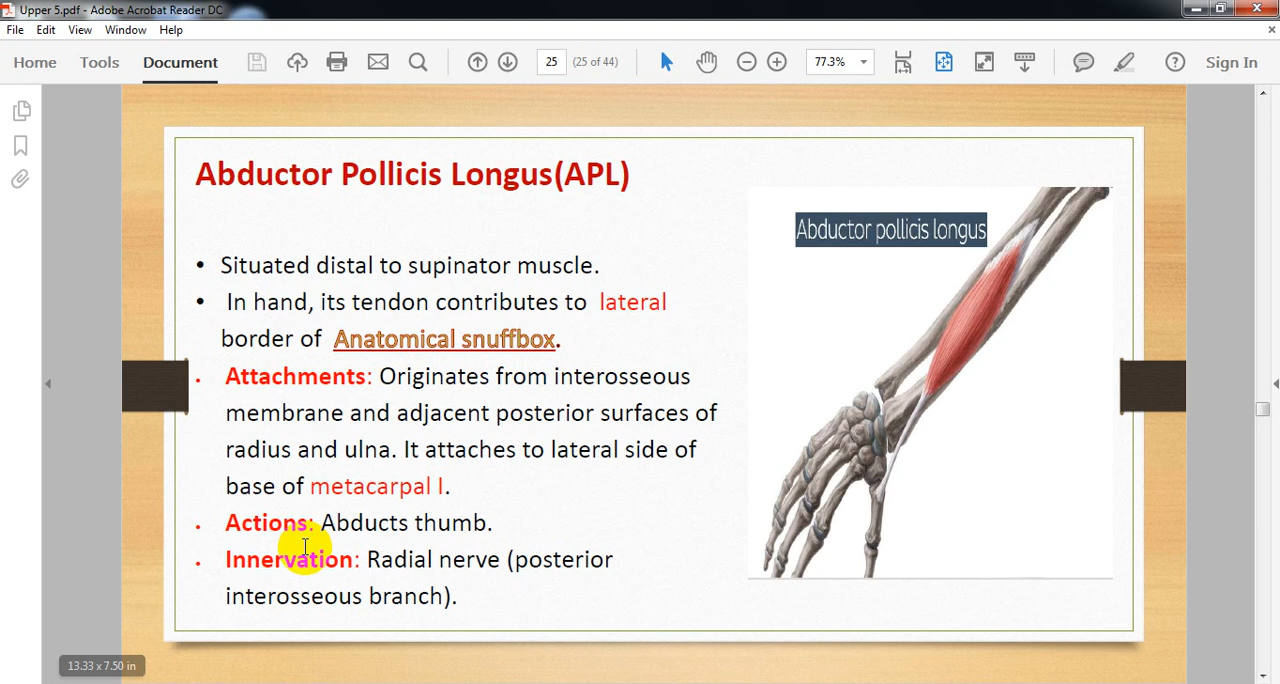 Upper 5.pdf - Adobe Acrobat Reader DC
File Edit View Window Help
Home Tools Document 25 (25 of 44) 77.3% Sign In
Abductor Pollicis Longus(APL)
Abductor pollicis longus
• Situated distal to supinator muscle.
• In hand, its tendon contributes to lateral
border of Anatomical snuffbox.
• Attachments: Originates from interosseous
membrane and adjacent posterior surfaces of
radius and ulna. It attaches to lateral side of
base of metacarpal I.
• Actions: Abducts thumb.
• Innervation: Radial nerve (posterior
interosseous branch).
13.33 x 7.50 in